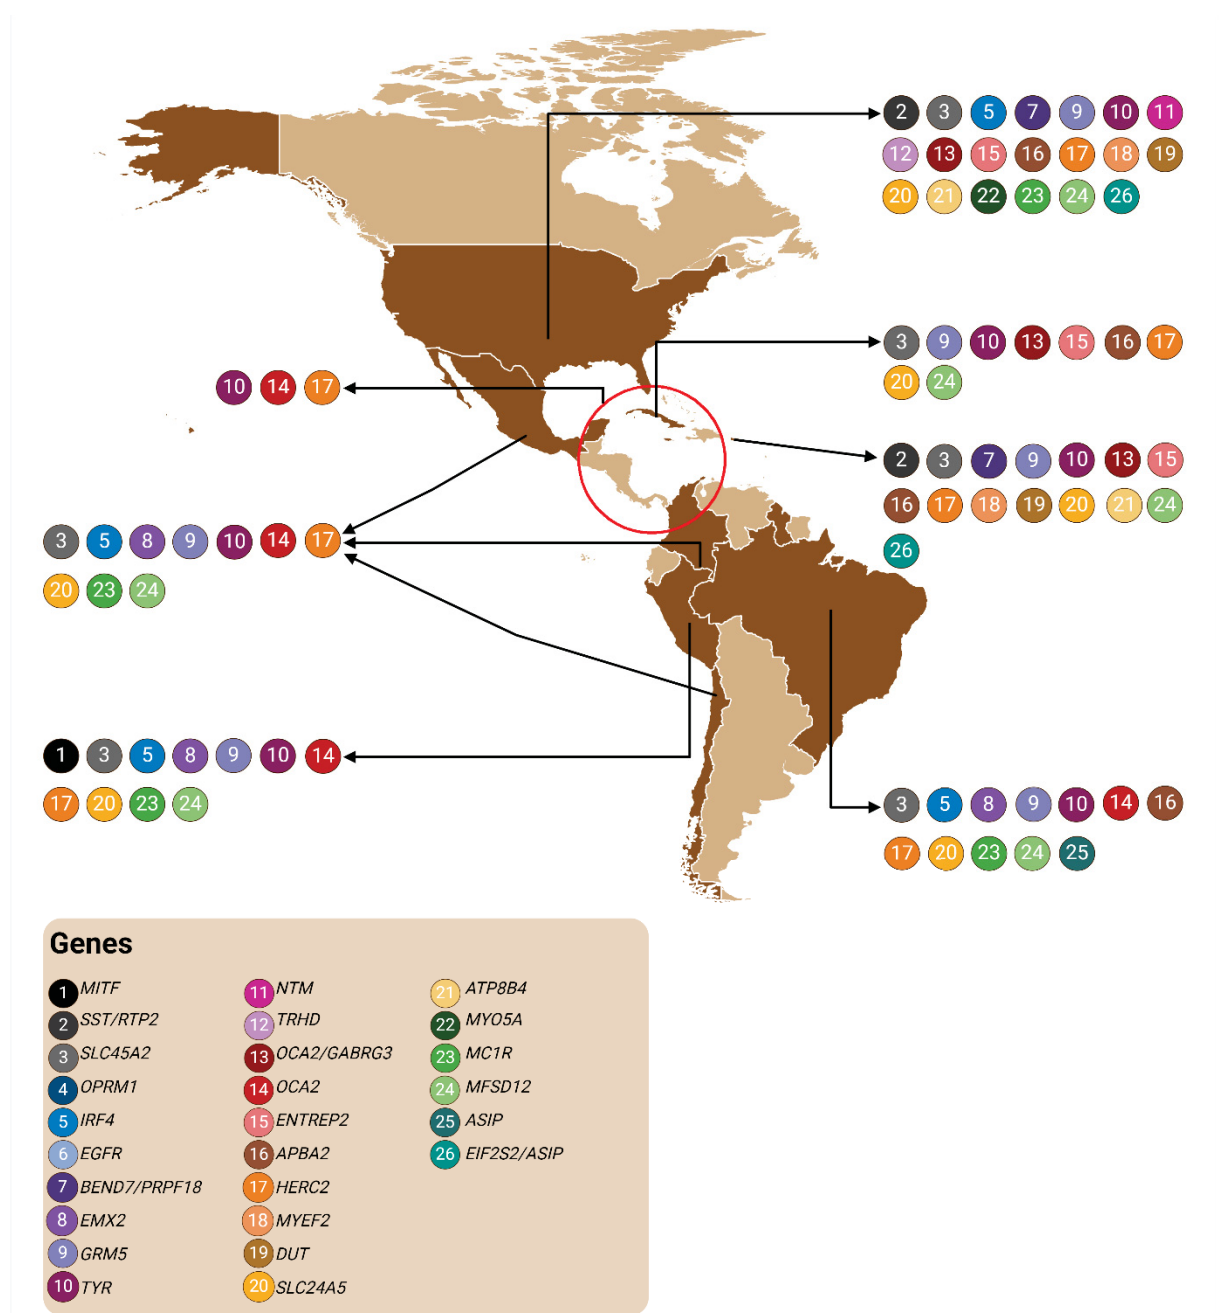 2 3 5 7 9 10 11
12 13 15 16 17 18 19
20 21 22 23 24 26
3 9 10 13 15 16 17
20 24
10 14 17
2 3 7 9 10 13 15
16 17 18 19 20 21 24
26
3 5 8 9 10 14 17
20 23 24
1 3 5 8 9 10 14
17 20 23 24
3 5 8 9 10 14 16
17 20 23 24 25
Genes
1 MITF
2 SST/RTP2
3 SLC45A2
4 OPRM1
5 IRF4
6 EGFR
7 BEND7/PRPF18
8 EMX2
9 GRM5
10 TYR
11 NTM
12 TRHD
13 OCA2/GABRG3
14 OCA2
15 ENTREP2
16 APBA2
17 HERC2
18 MYEF2
19 DUT
20 SLC24A5
21 ATP8B4
22 MYO5A
23 MC1R
24 MFSD12
25 ASIP
26 EIF2S2/ASIP